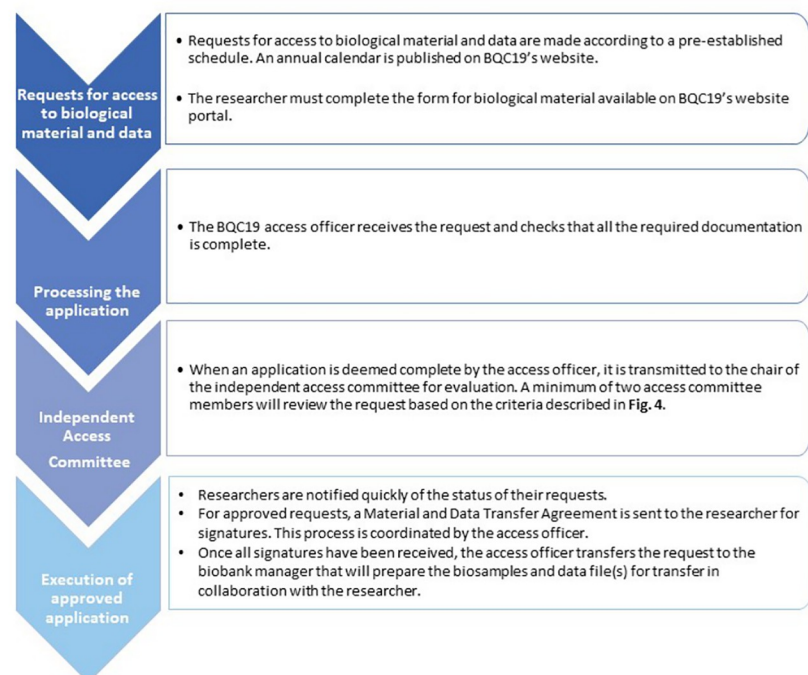 Requests for access
to biological
material and data
• Requests for access to biological material and data are made according to a pre-established
schedule. An annual calendar is published on BQC19’s website.
• The researcher must complete the form for biological material available on BQC19’s website
portal.
Processing the
application
• The BQC19 access officer receives the request and checks that all the required documentation
is complete.
Independent
Access
Committee
• When an application is deemed complete by the access officer, it is transmitted to the chair of
the independent access committee for evaluation. A minimum of two access committee
members will review the request based on the criteria described in Fig. 4.
Execution of
approved
application
• Researchers are notified quickly of the status of their requests.
• For approved requests, a Material and Data Transfer Agreement is sent to the researcher for
signatures. This process is coordinated by the access officer.
• Once all signatures have been received, the access officer transfers the request to the
biobank manager that will prepare the biosamples and data file(s) for transfer in
collaboration with the researcher.